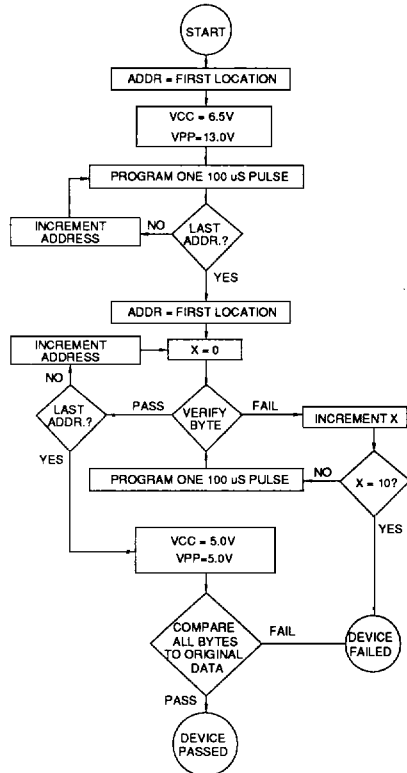 START
ADDR = FIRST LOCATION
VCC = 6.5V
VPP=13.0V
PROGRAM ONE 100 uS PULSE
INCREMENT
ADDRESS
NO
LAST
ADDR.?
YES
ADDR = FIRST LOCATION
INCREMENT
ADDRESS
X = 0
NO
LAST
ADDR.?
PASS
VERIFY
BYTE
FAIL
INCREMENT X
YES
PROGRAM ONE 100 uS PULSE
NO
X = 10?
YES
VCC = 5.0V
VPP=5.0V
COMPARE
ALL BYTES
TO ORIGINAL
DATA
FAIL
DEVICE
FAILED
PASS
DEVICE
PASSED